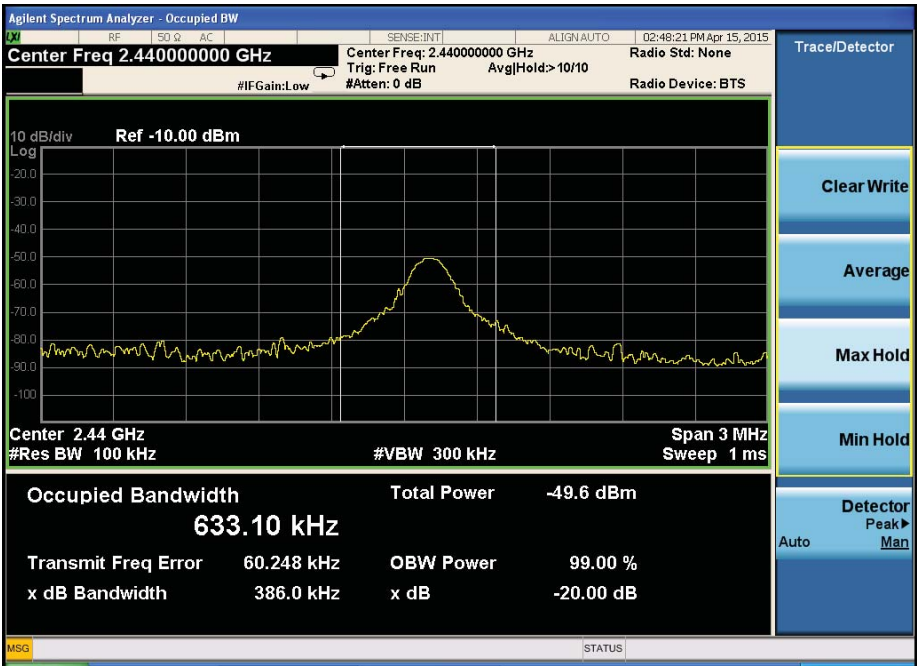 Agilent Spectrum Analyzer - Occupied BW
LXI RF 50 Ω AC SENSE:INT ALIGN AUTO 02:48:21 PM Apr 15, 2015
Center Freq 2.440000000 GHz
Center Freq: 2.440000000 GHz
Radio Std: None
Trig: Free Run Avg|Hold:>10/10
#IFGain:Low
#Atten: 0 dB
Radio Device: BTS
10 dB/div Ref -10.00 dBm
Log
-20.0
-30.0
-40.0
-50.0
-60.0
-70.0
-80.0
-90.0
-100
Center 2.44 GHz Span 3 MHz
#Res BW 100 kHz #VBW 300 kHz Sweep 1 ms
Occupied Bandwidth Total Power -49.6 dBm
633.10 kHz
Transmit Freq Error 60.248 kHz OBW Power 99.00 %
x dB Bandwidth 386.0 kHz x dB -20.00 dB
MSG STATUS
Trace/Detector
Clear Write
Average
Max Hold
Min Hold
Detector
Peak▶
Auto Man